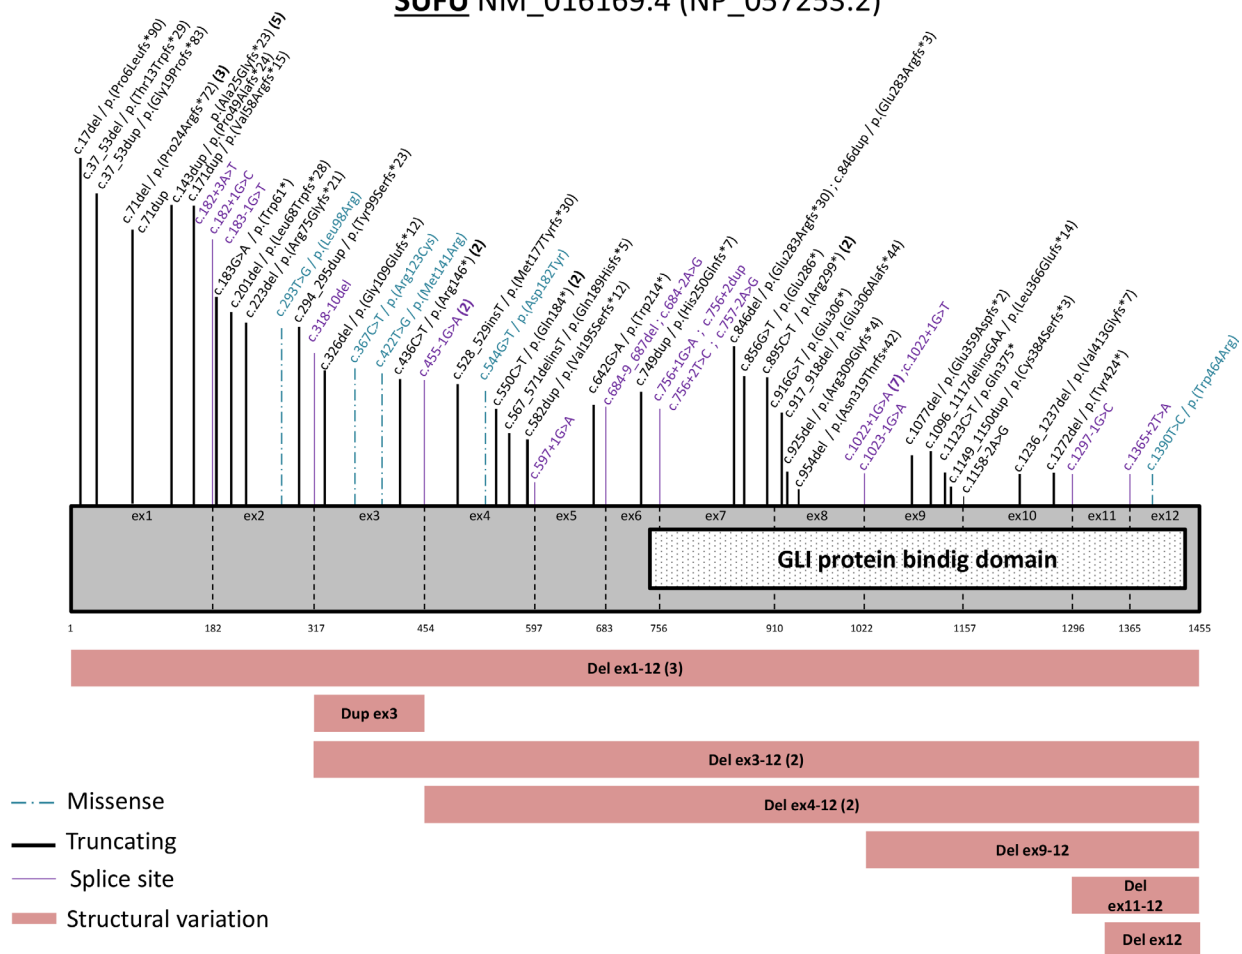 SUFU NM_016169.4 (NP_057253.2)
c.17del / p.(Pro6Leufs*90)
c.37_53del / p.(Thr13Trpfs*29)
c.37_53dup / p.(Gly19Profs*83)
c.71del / p.(Pro24Argfs*72) (3)
c.71dup p.(Ala25Glyfs*23) (5)
c.143dup / p.(Pro49Alafs*24)
c.171dup / p.(Val58Argfs*15)
c.182+3A>T
c.182+1G>C
c.183-1G>T
c.183G>A / p.(Trp61*)
c.201del / p.(Leu68Trpfs*28)
c.223del / p.(Arg75Glyfs*21)
c.293T>G / p.(Leu98Arg)
c.294_295dup / p.(Tyr99Serfs*23)
c.318-10del
c.326del / p.(Gly109Glufs*12)
c.367C>T / p.(Arg123Cys)
c.422T>G / p.(Met141Arg)
c.436C>T / p.(Arg146*) (2)
c.455-1G>A (2)
c.528_529insT / p.(Met177Tyrfs*30)
c.544G>T / p.(Asp182Tyr)
c.550C>T / p.(Gln184*) (2)
c.567_571delinsT / p.(Gln189Hisfs*5)
c.582dup / p.(Val195Serfs*12)
c.597+1G>A
c.642G>A / p.(Trp214*)
c.684-9_687del ; c.684-2A>G
c.749dup / p.(His250Glnfs*7)
c.756+1G>A ; c.756+2dup
c.756+2T>C ; c.757-2A>G
c.846del / p.(Glu283Argfs*30) ; c.846dup / p.(Glu283Argfs*3)
c.856G>T / p.(Glu286*)
c.895C>T / p.(Arg299*) (2)
c.916G>T / p.(Glu306*)
c.917_918del / p.(Glu306Alafs*44)
c.925del / p.(Arg309Glyfs*4)
c.954del / p.(Asn319Thrfs*42)
c.1022+1G>A (7) ; c.1022+1G>T
c.1023-1G>A
c.1077del / p.(Glu359Aspfs*2)
c.1096_1117delinsGAA / p.(Leu366Glufs*14)
c.1123C>T / p.Gln375*
c.1149_1150dup / p.(Cys384Serfs*3)
c.1158-2A>G
c.1236_1237del / p.(Val413Glyfs*7)
c.1272del / p.(Tyr424*)
c.1297-1G>C
c.1365+2T>A
c.1390T>C / p.(Trp464Arg)
ex1 ex2 ex3 ex4 ex5 ex6 ex7 ex8 ex9 ex10 ex11 ex12
GLI protein bindig domain
1 182 317 454 597 683 756 910 1022 1157 1296 1365 1455
Del ex1-12 (3)
Dup ex3
Del ex3-12 (2)
Del ex4-12 (2)
Del ex9-12
Del
ex11-12
Del ex12
Missense
Truncating
Splice site
Structural variation